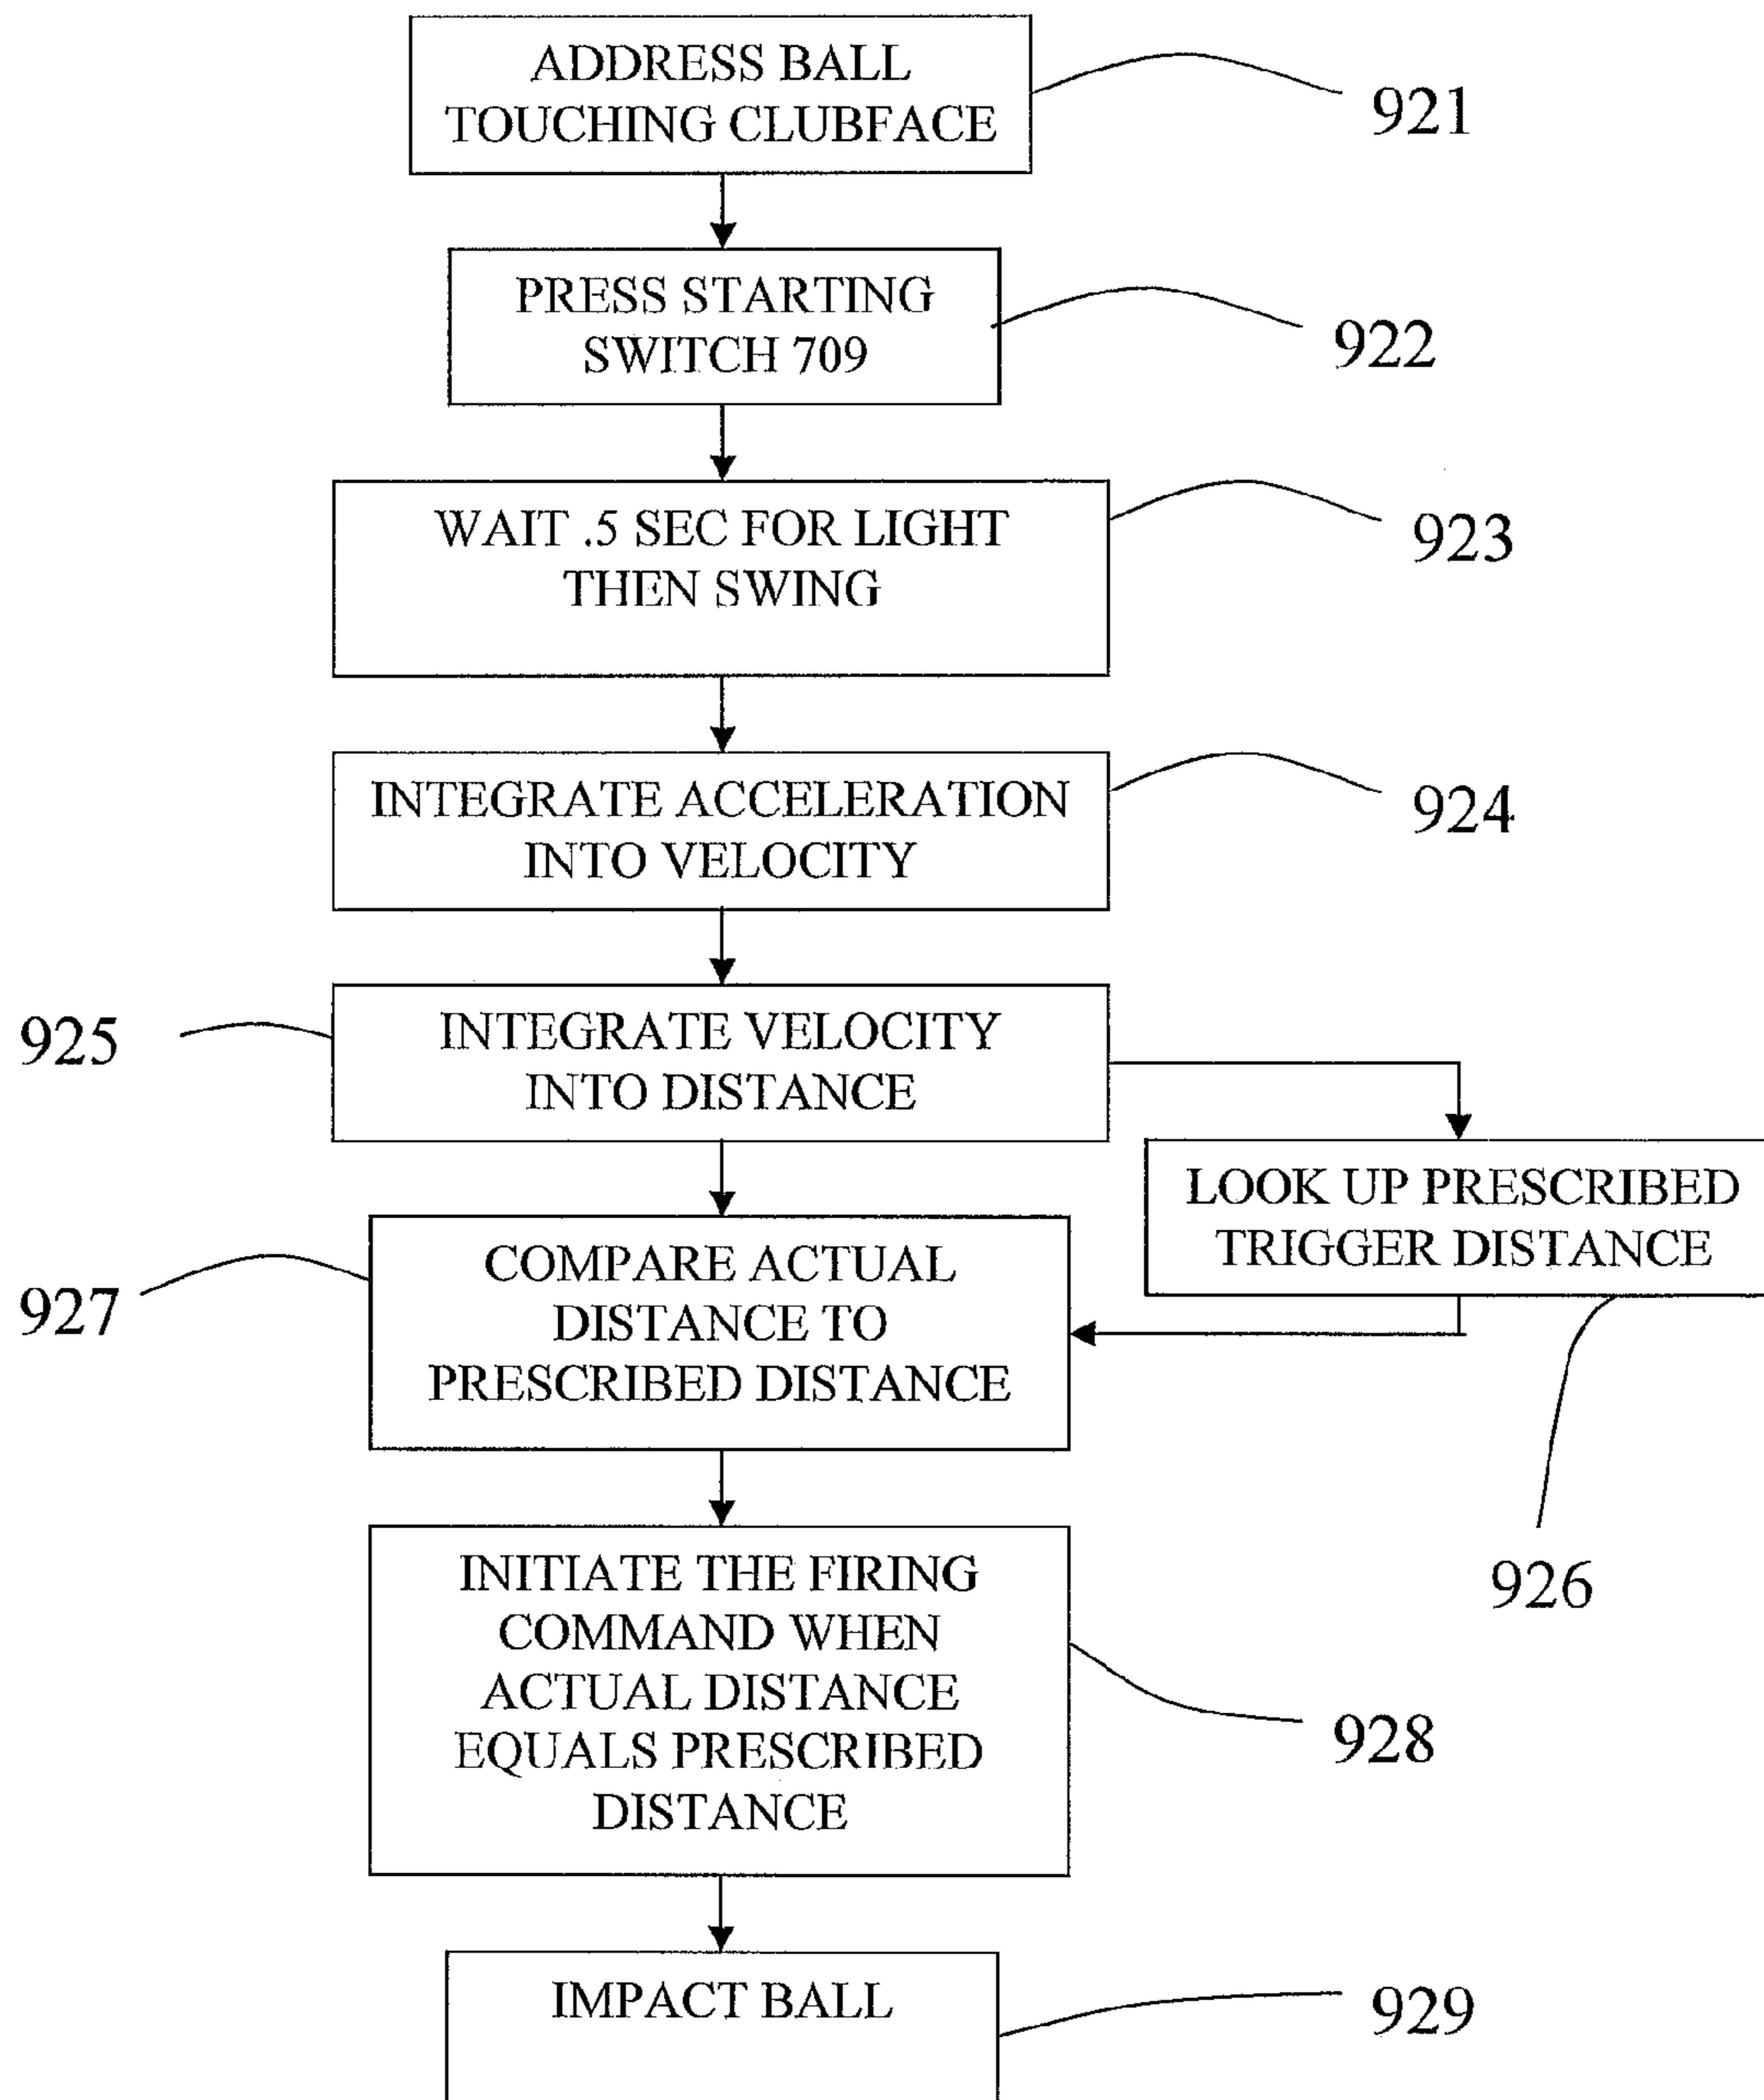 ADDRESS BALL
TOUCHING CLUBFACE
921
PRESS STARTING
SWITCH 709
922
WAIT .5 SEC FOR LIGHT
THEN SWING
923
INTEGRATE ACCELERATION
INTO VELOCITY
924
925
INTEGRATE VELOCITY
INTO DISTANCE
LOOK UP PRESCRIBED
TRIGGER DISTANCE
926
927
COMPARE ACTUAL
DISTANCE TO
PRESCRIBED DISTANCE
INITIATE THE FIRING
COMMAND WHEN
ACTUAL DISTANCE
EQUALS PRESCRIBED
DISTANCE
928
IMPACT BALL
929